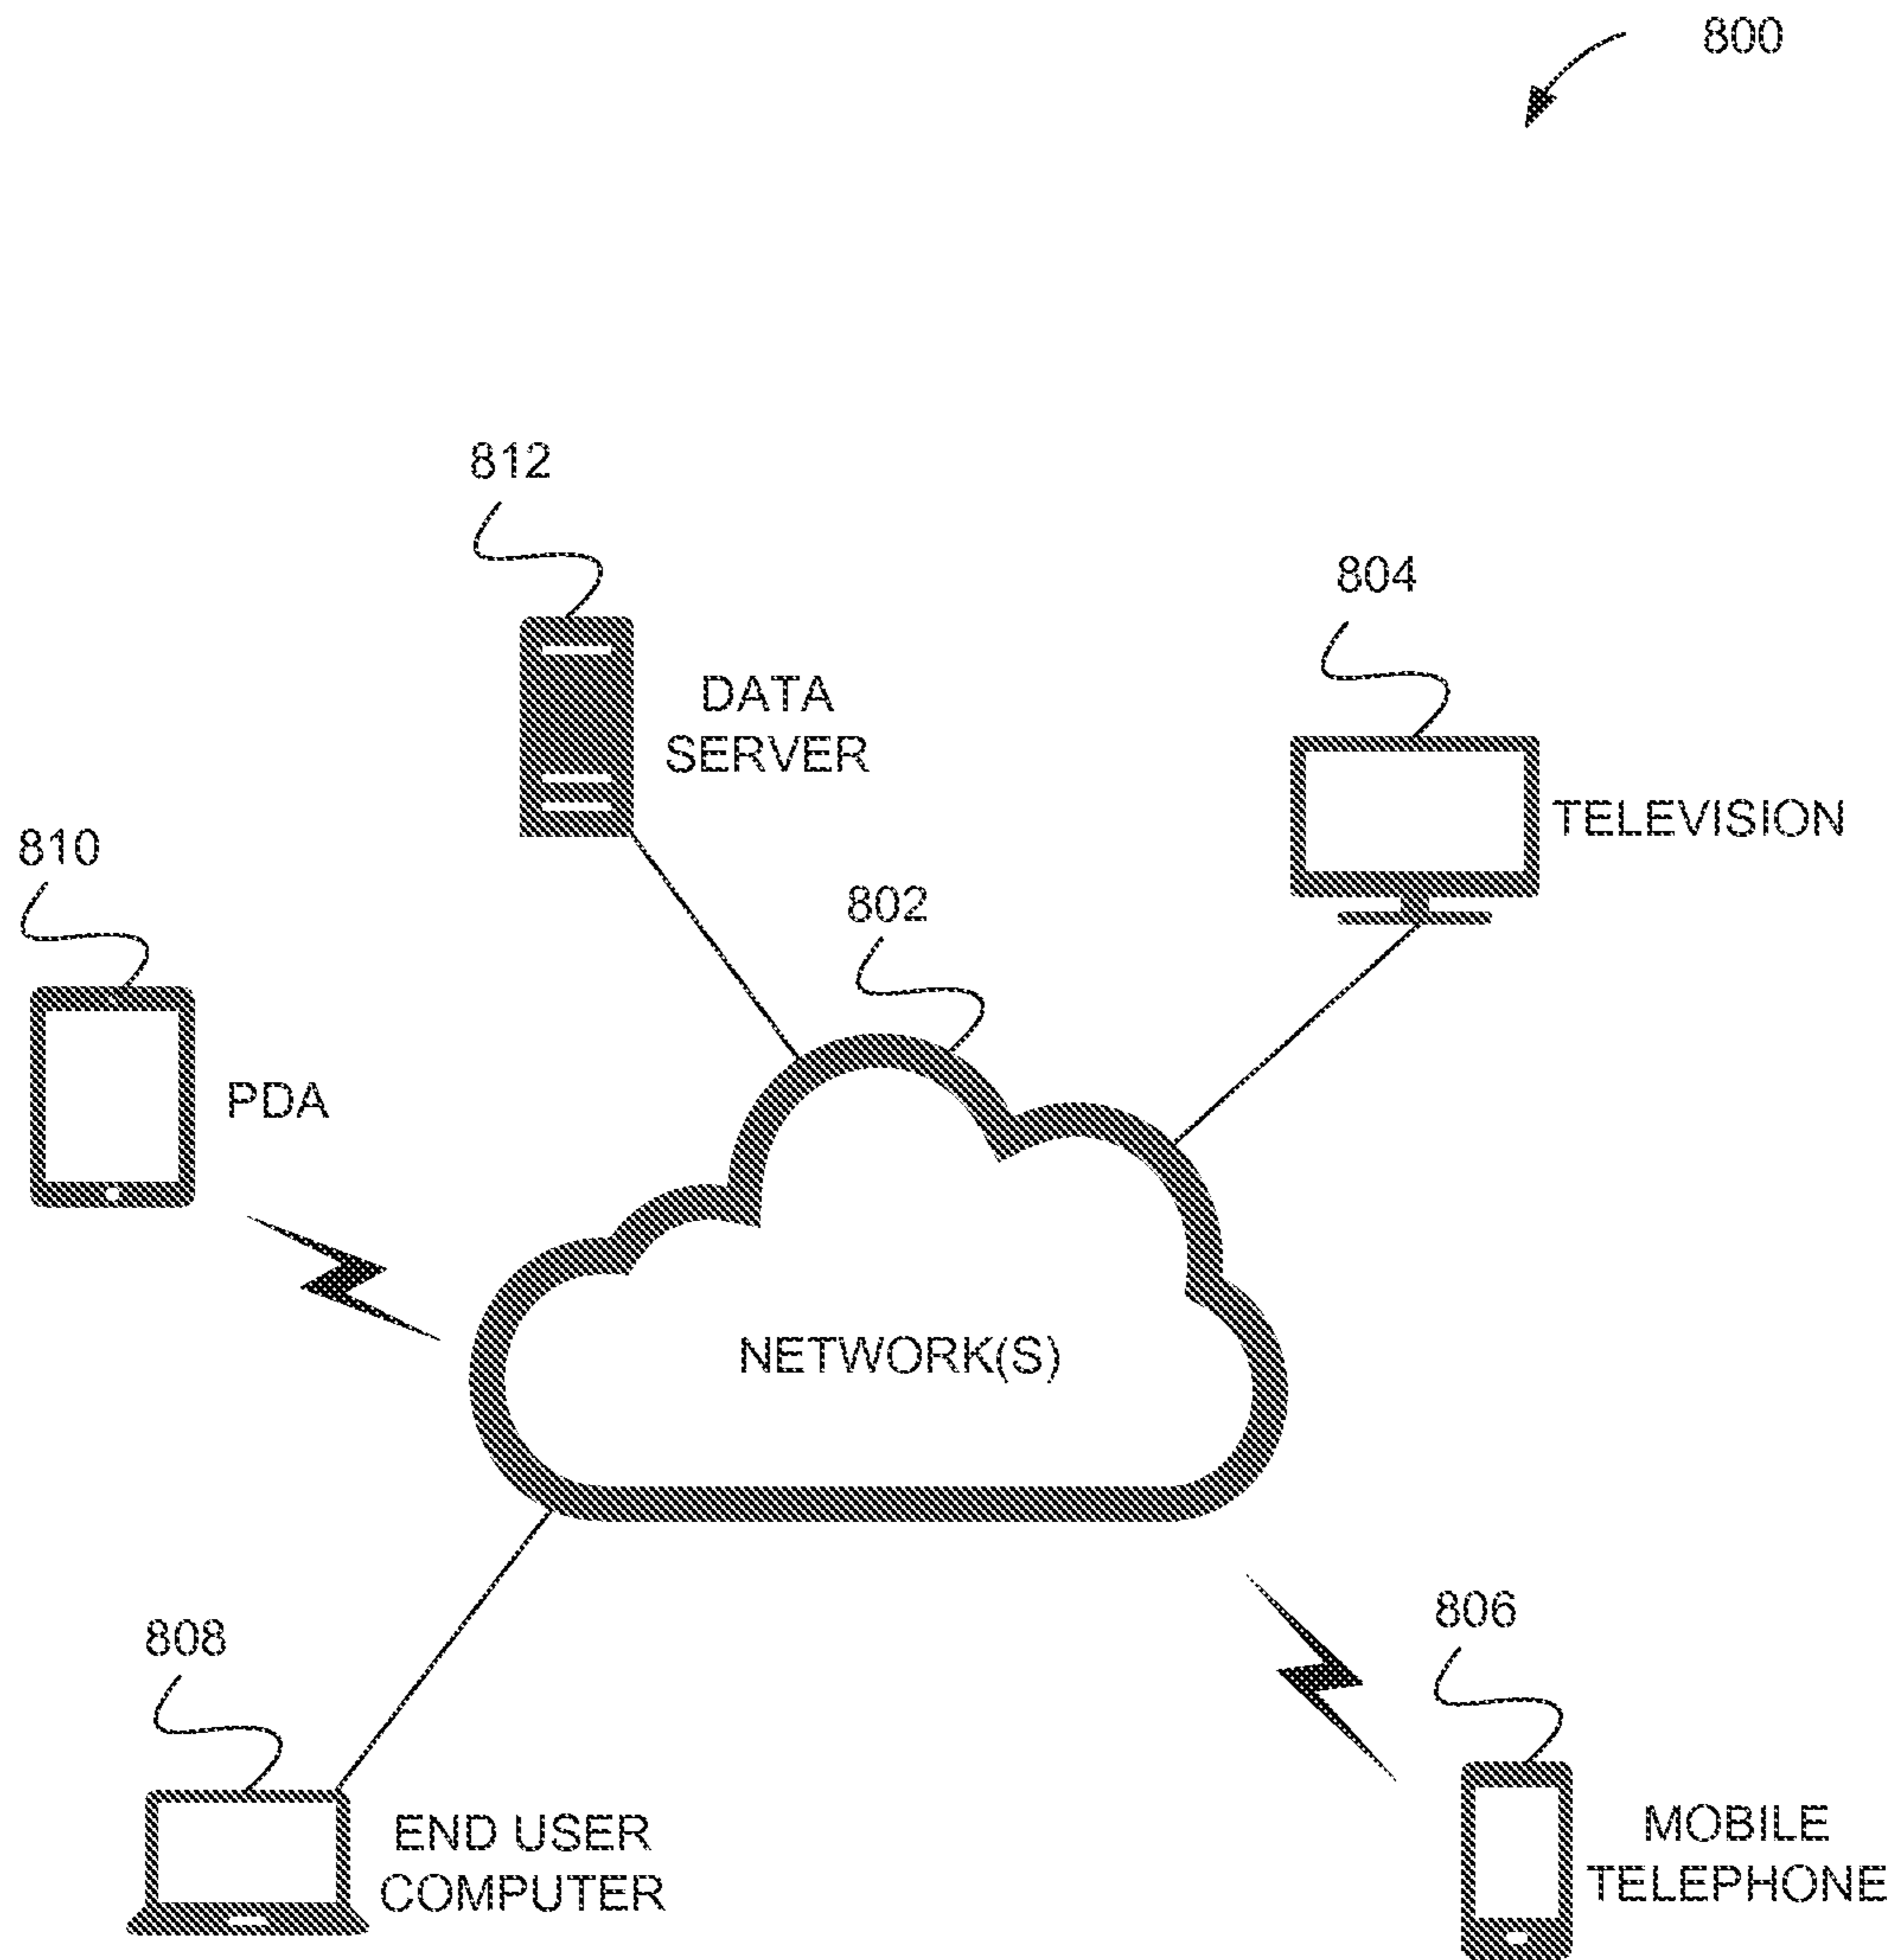 800
812
804
DATA
SERVER
TELEVISION
810
802
PDA
NETWORK(S)
806
808
MOBILE
TELEPHONE
END USER
COMPUTER